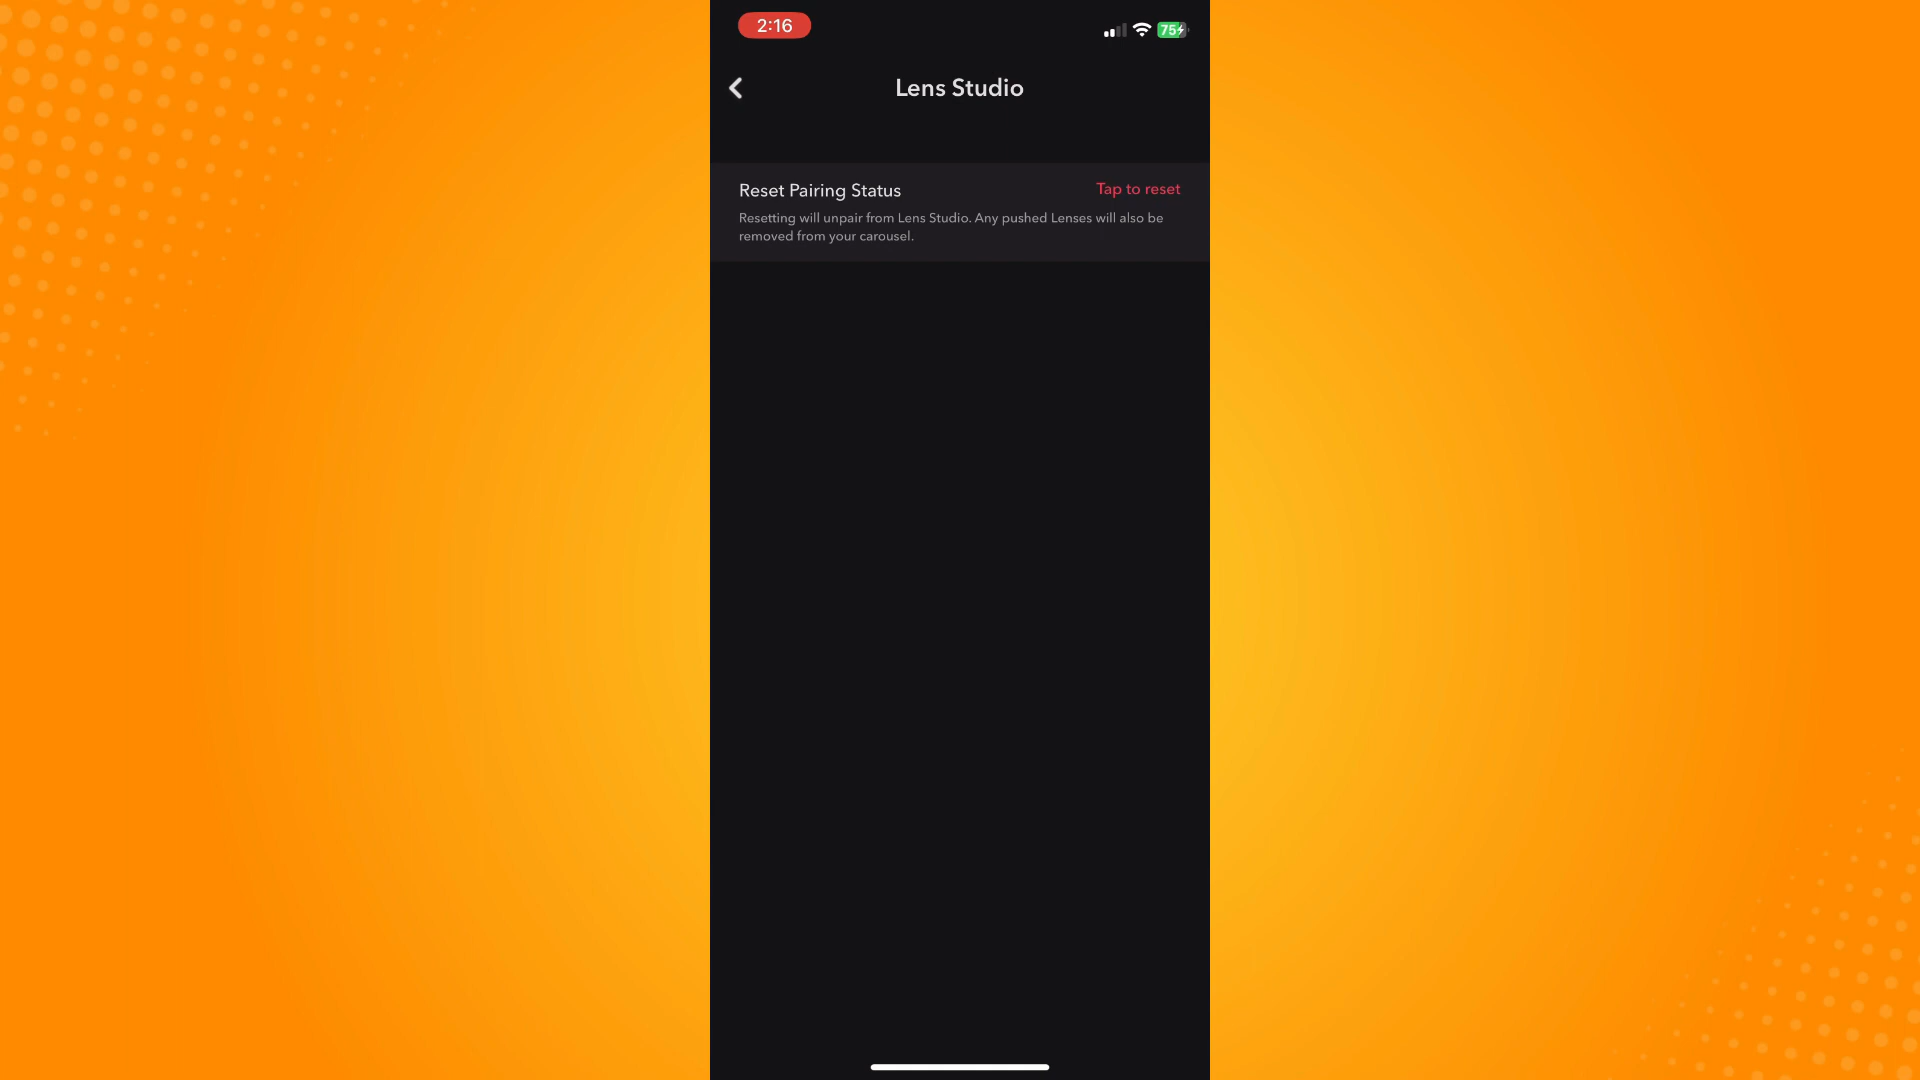 2:16
75
Lens Studio
Reset Pairing Status
Tap to reset
Resetting will unpair from Lens Studio. Any pushed Lenses will also be
removed from your carousel.